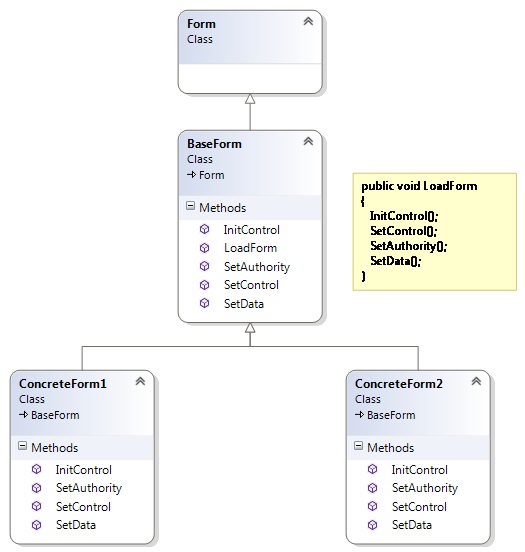 Form
Class
BaseForm
Class
Form
Methods
InitControl
LoadForm
SetAuthority
SetControl
SetData
public void LoadForm
{
InitControl();
SetControl();
SetAuthority();
SetData();
}
ConcreteForm1
Class
BaseForm
Methods
InitControl
SetAuthority
SetControl
SetData
ConcreteForm2
Class
BaseForm
Methods
InitControl
SetAuthority
SetControl
SetData